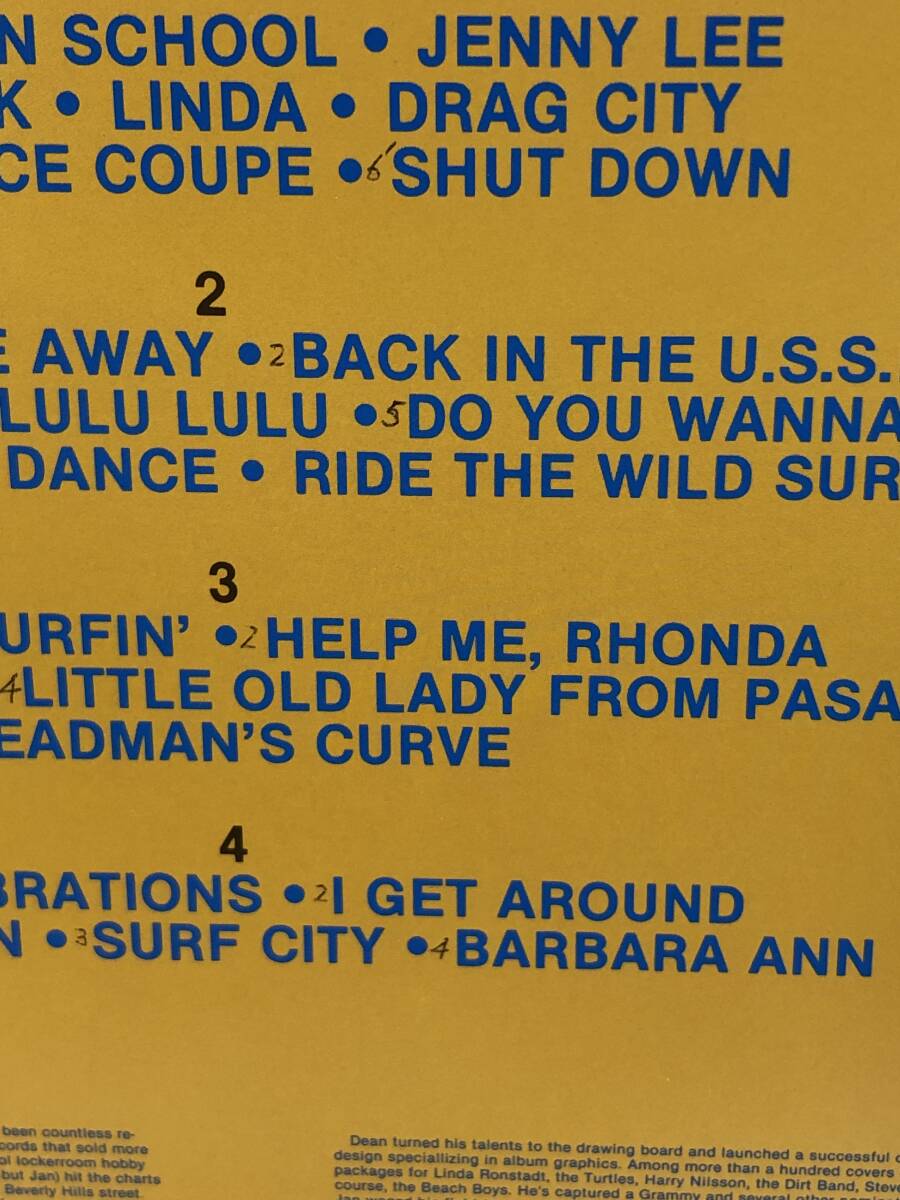 N SCHOOL • JENNY LEE
K • LINDA • DRAG CITY
CE COUPE • 6' SHUT DOWN
2
E AWAY • 2 BACK IN THE U.S.S.
LULU LULU • 5 DO YOU WANNA
DANCE • RIDE THE WILD SUR
3
URFIN' • 2 HELP ME, RHONDA
4 LITTLE OLD LADY FROM PASA
EADMAN'S CURVE
4
BRATIONS • 2 I GET AROUND
N • 3 SURF CITY • 4 BARBARA ANN
been countless re-
cords that sold more
ol lockerroom hobby
but Jan) hit the charts
Beverly Hills street.
Dean turned his talents to the drawing board and launched a successful
design speciallizing in album graphics. Among more than a hundred covers
packages for Linda Ronstadt, the Turtles, Harry Nilsson, the Dirt Band, Steve
course, the Beach Boys. He's captured a Grammy and several other